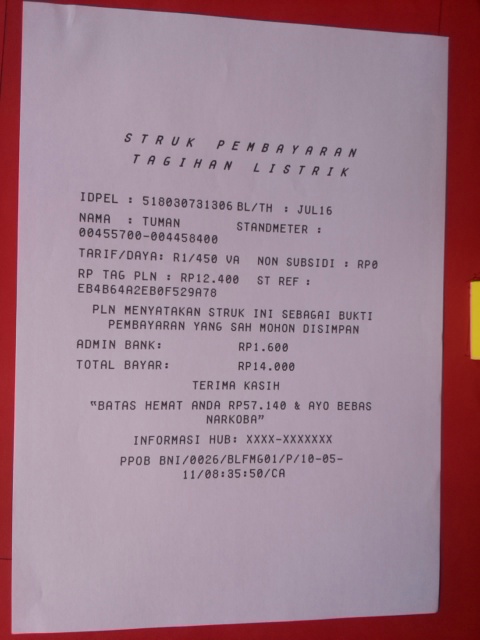 STRUK PEMBAYARAN
TAGIHAN LISTRIK
IDPEL : 518030731306 BL/TH : JUL16
NAMA : TUMAN STANDMETER :
00455700-004458400
TARIF/DAYA: R1/450 VA NON SUBSIDI : RP0
RP TAG PLN : RP12.400 ST REF :
EB4B64A2EB0F529A78
PLN MENYATAKAN STRUK INI SEBAGAI BUKTI
PEMBAYARAN YANG SAH MOHON DISIMPAN
ADMIN BANK: RP1.600
TOTAL BAYAR: RP14.000
TERIMA KASIH
"BATAS HEMAT ANDA RP57.140 & AYO BEBAS
NARKOBA"
INFORMASI HUB: XXXX-XXXXXXX
PPOB BNI/0026/BLFMG01/P/10-05-
11/08:35:50/CA